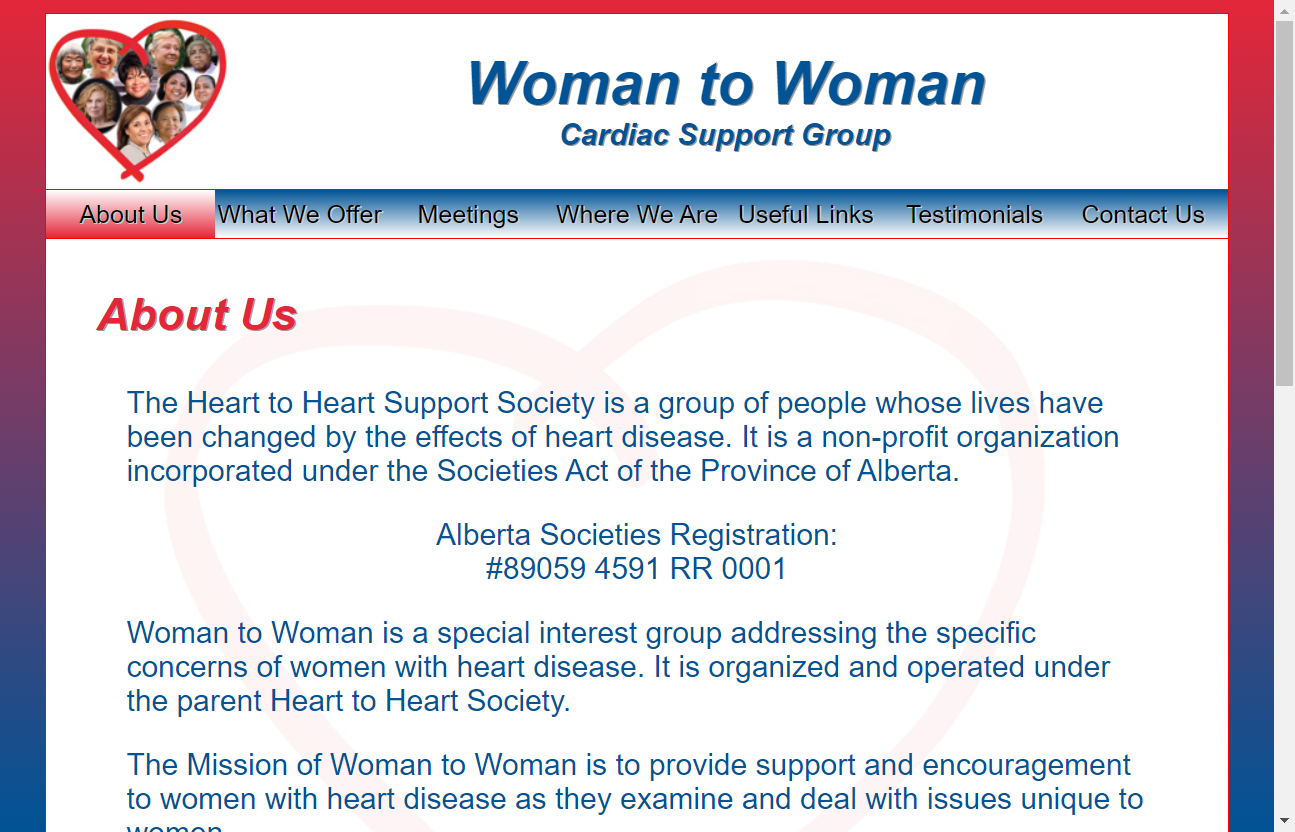 Woman to Woman
Cardiac Support Group
About Us What We Offer Meetings Where We Are Useful Links Testimonials Contact Us
About Us
The Heart to Heart Support Society is a group of people whose lives have
been changed by the effects of heart disease. It is a non-profit organization
incorporated under the Societies Act of the Province of Alberta.
Alberta Societies Registration:
#89059 4591 RR 0001
Woman to Woman is a special interest group addressing the specific
concerns of women with heart disease. It is organized and operated under
the parent Heart to Heart Society.
The Mission of Woman to Woman is to provide support and encouragement
to women with heart disease as they examine and deal with issues unique to
women.